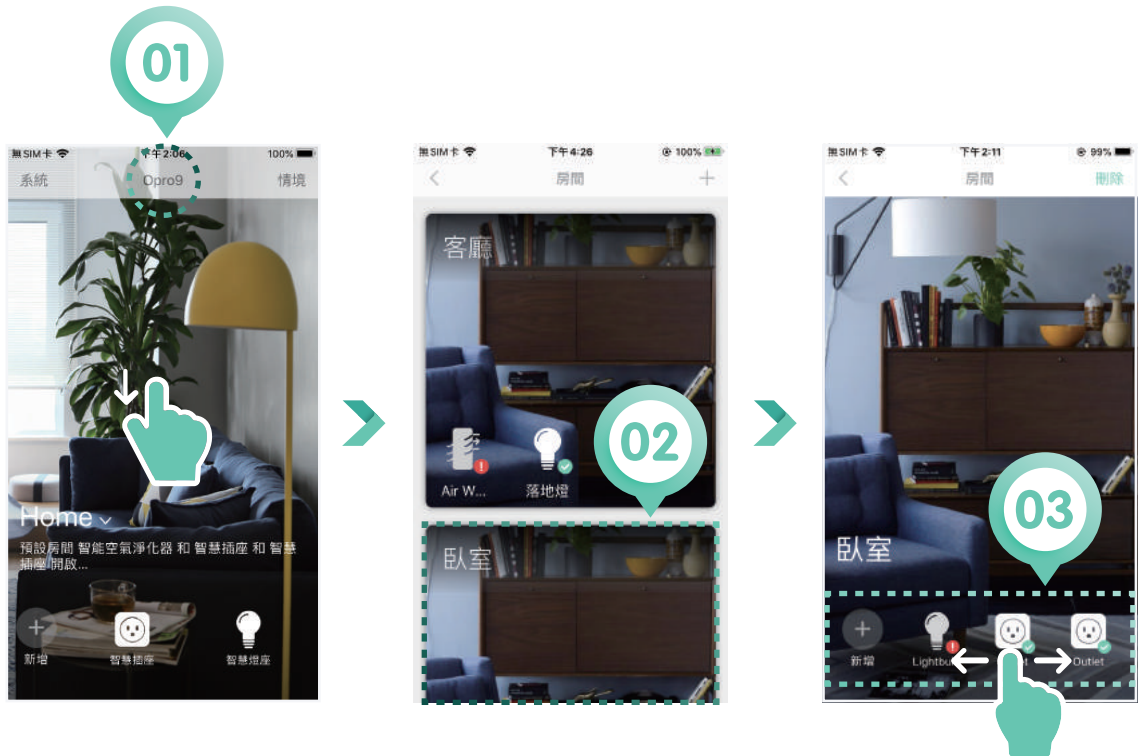 01
無SIM卡 下午2:06 100%
系統 Opro9 情境
Home
預設房間 智能空氣淨化器 和 智慧插座 和 智慧
插座 開啟...
新增 智慧插座 智慧燈座
無SIM卡 下午4:26 100%
房間
客廳
Air W... 落地燈
02
臥室
無SIM卡 下午2:11 99%
房間 刪除
03
臥室
新增 Lightbu Outlet